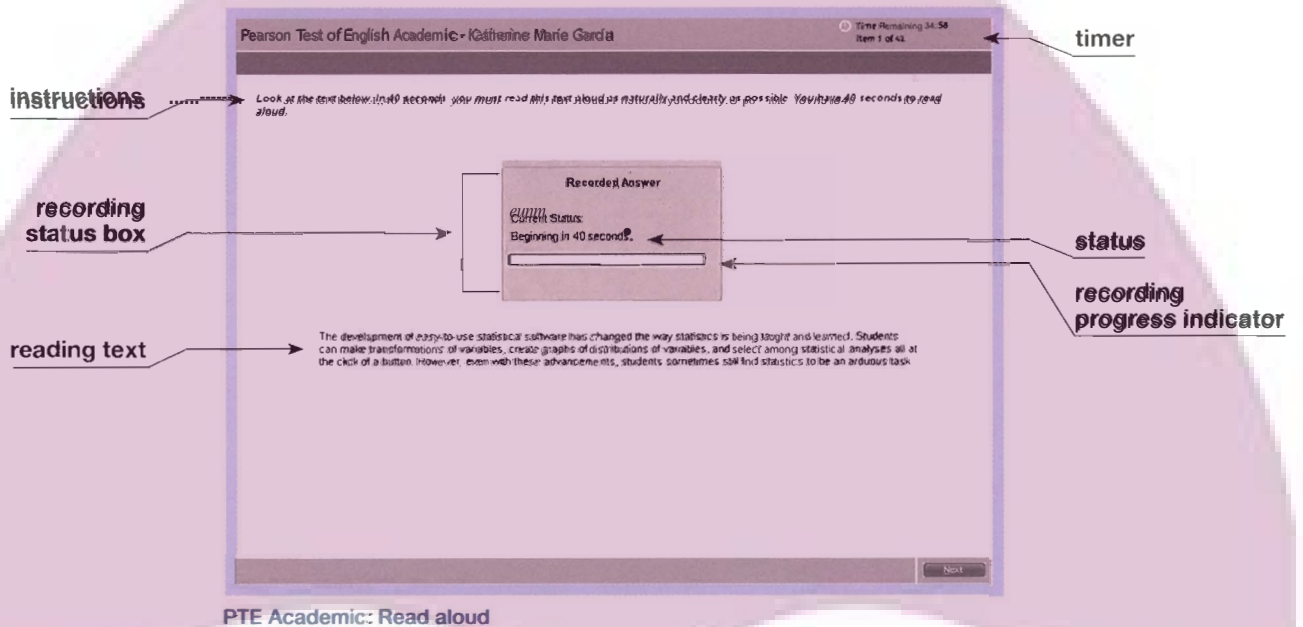 Pearson Test of English Academic - Katherine Marie Garcia
Time Remaining 34:58
Item 1 of 41
timer
instructions
Look at the text below. In 40 seconds you must read this text aloud as naturally and clearly as possible. You have 40 seconds to read
aloud.
Recorded Answer
recording
status box
Current Status:
Beginning in 40 seconds.
status
recording
progress indicator
reading text
The development of easy-to-use statistical software has changed the way statistics is being taught and learned. Students
can make transformations of variables, create graphs of distributions of variables, and select among statistical analyses all at
the click of a button. However, even with these advancements, students sometimes still find statistics to be an arduous task
Next
PTE Academic: Read aloud